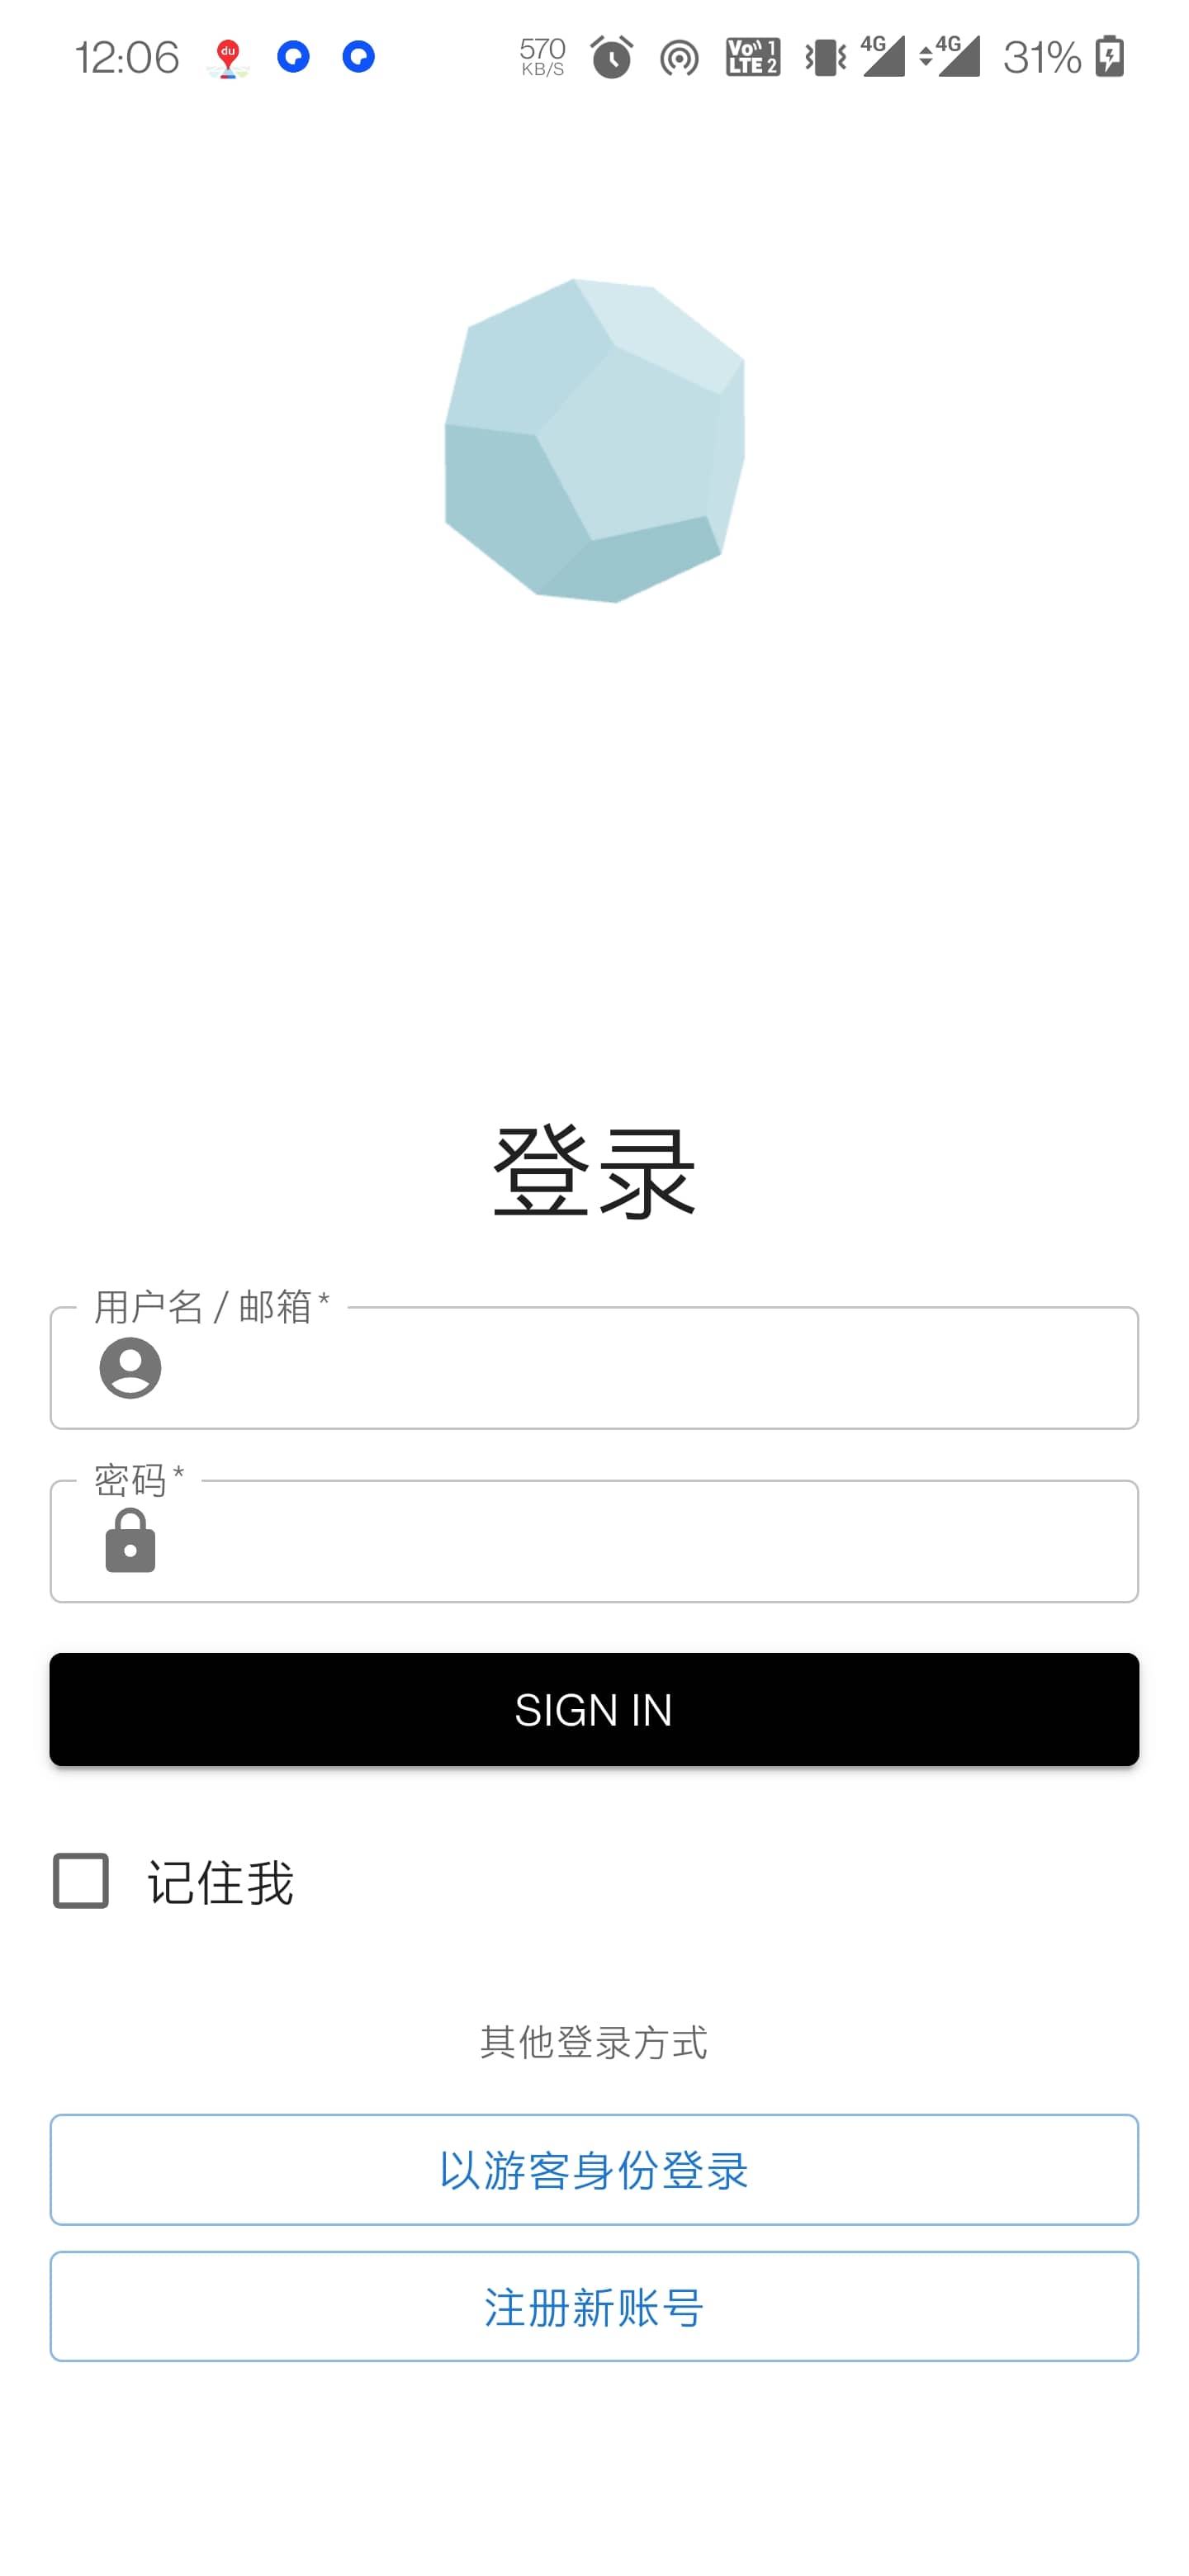 12:06
du
570
KB/S
Vo 1
LTE 2
4G
4G
31%
登录
用户名 / 邮箱 *
密码 *
SIGN IN
记住我
其他登录方式
以游客身份登录
注册新账号